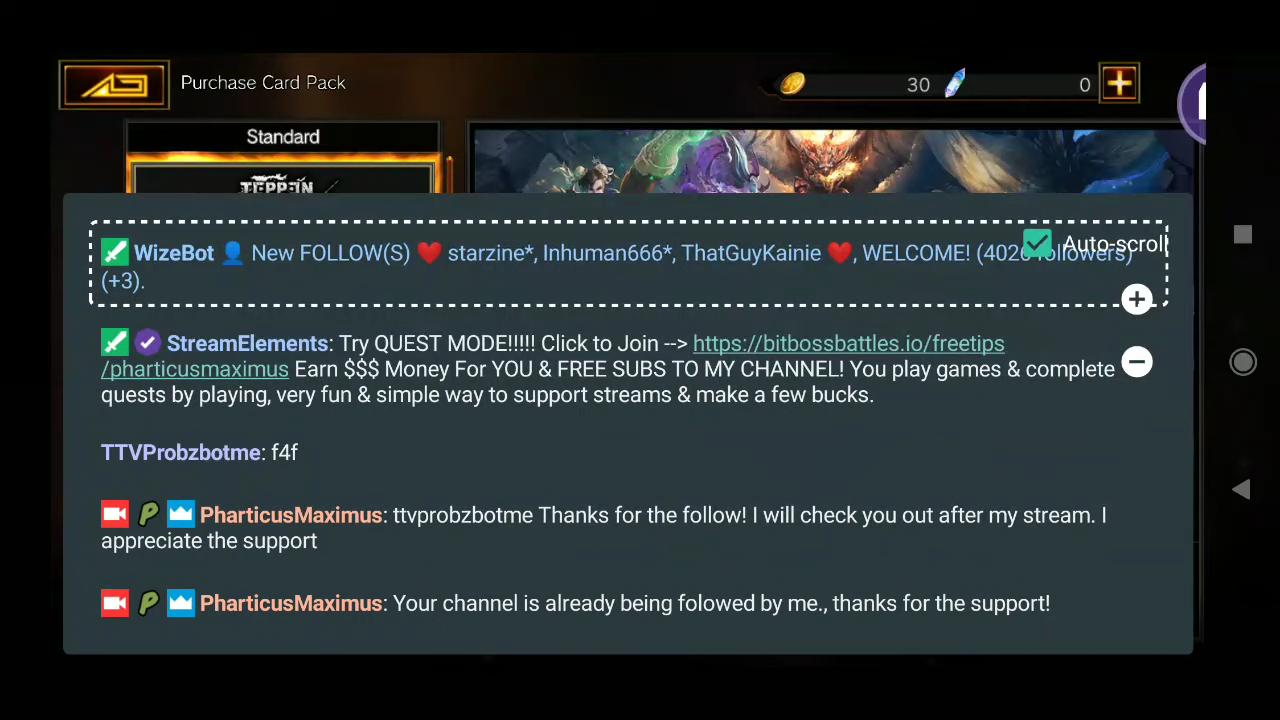 Purchase Card Pack
30
0
Standard
TEPPEN
WizeBot New FOLLOW(S) ❤️ starzine*, Inhuman666*, ThatGuyKainie ❤️, WELCOME! (4026 followers)
Auto-scroll
(+3).
StreamElements: Try QUEST MODE!!!!! Click to Join --> https://bitbossbattles.io/freetips
/pharticusmaximus Earn $$$ Money For YOU & FREE SUBS TO MY CHANNEL! You play games & complete
quests by playing, very fun & simple way to support streams & make a few bucks.
TTVProbzbotme: f4f
PharticusMaximus: ttvprobzbotme Thanks for the follow! I will check you out after my stream. I
appreciate the support
PharticusMaximus: Your channel is already being folowed by me., thanks for the support!